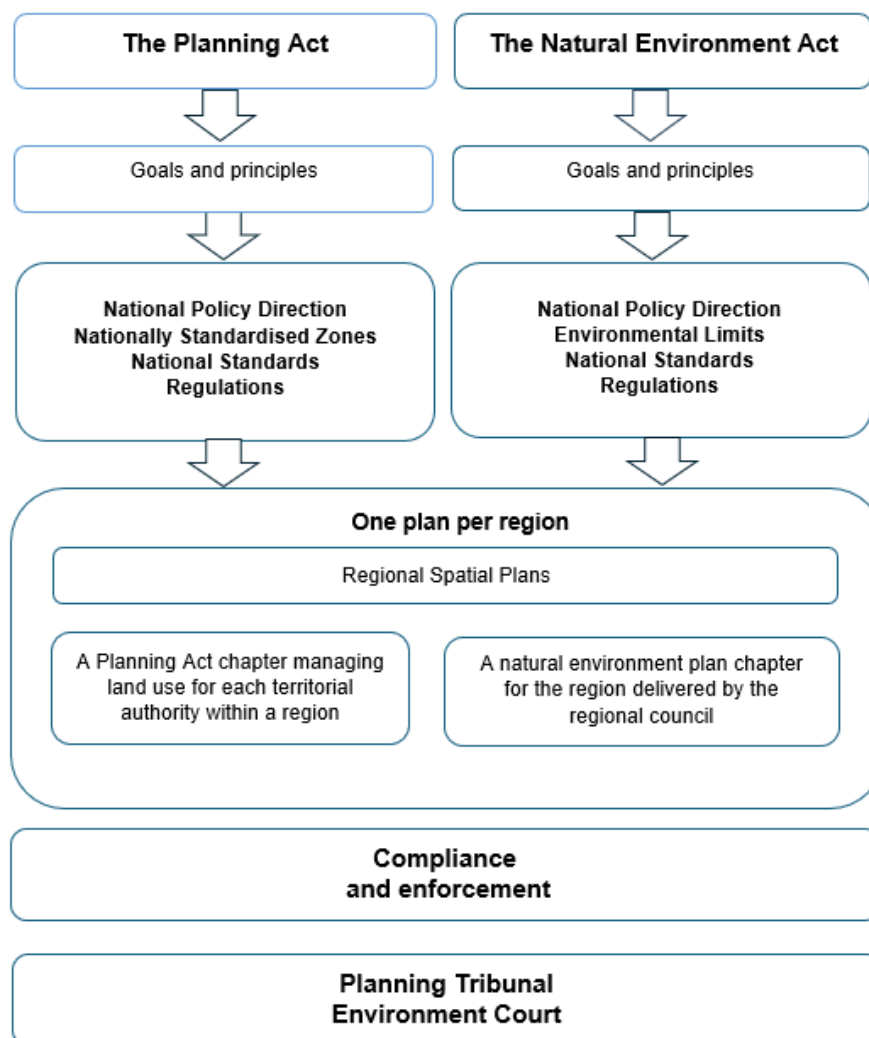 The Planning Act
The Natural Environment Act
Goals and principles
Goals and principles
National Policy Direction
Nationally Standardised Zones
National Standards
Regulations
National Policy Direction
Environmental Limits
National Standards
Regulations
One plan per region
Regional Spatial Plans
A Planning Act chapter managing
land use for each territorial
authority within a region
A natural environment plan chapter
for the region delivered by the
regional council
Compliance
and enforcement
Planning Tribunal
Environment Court